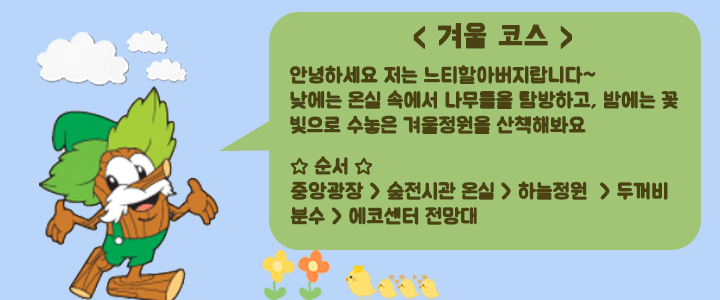 < 겨울 코스 >
안녕하세요 저는 느티할아버지랍니다~
낮에는 온실 속에서 나무들을 탐방하고, 밤에는 꽃
빛으로 수놓은 겨울정원을 산책해봐요
☆ 순서 ☆
중앙광장 > 숲전시관 온실 > 하늘정원 > 두꺼비
분수 > 에코센터 전망대